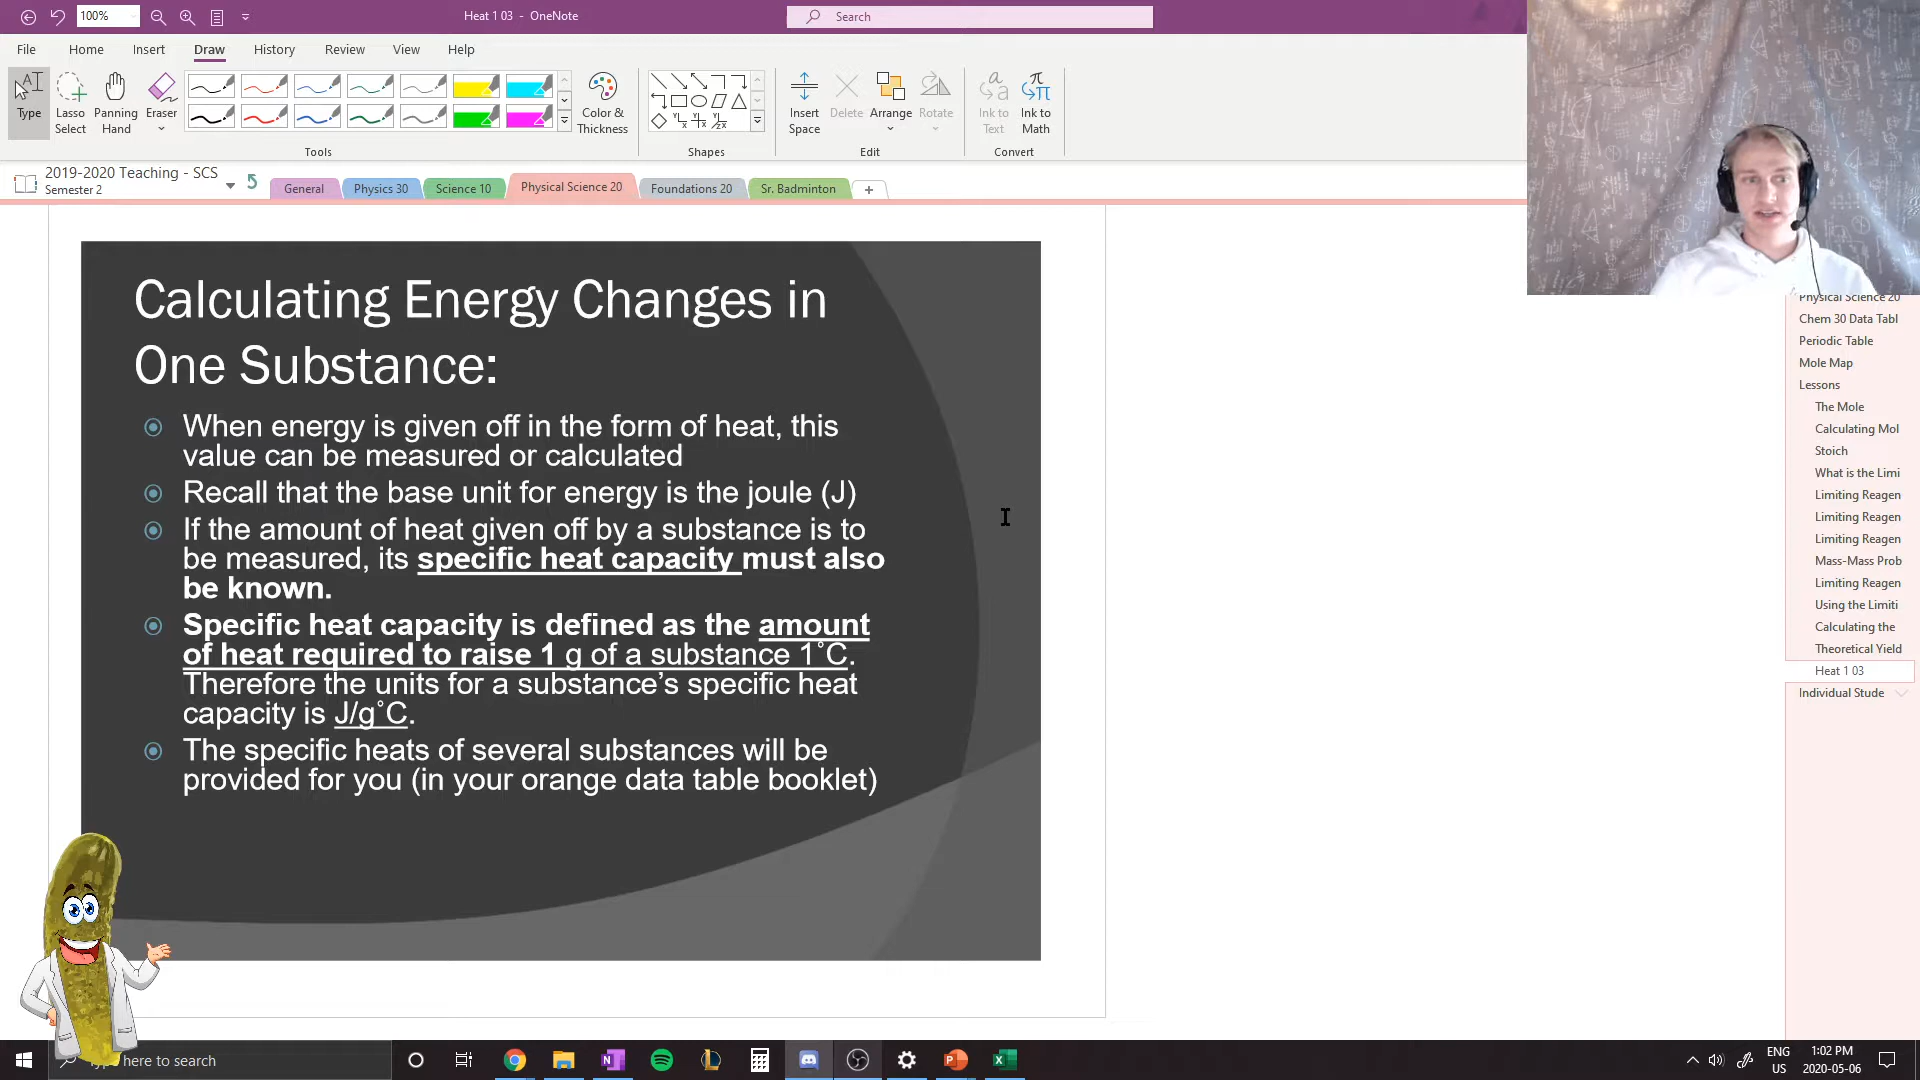 100%
Heat 1 03 - OneNote
Search
File Home Insert Draw History Review View Help
Type
Lasso
Select
Panning
Hand
Eraser
Color &
Thickness
Insert
Space
Delete
Arrange
Rotate
Ink to
Text
Ink to
Math
Tools
Shapes
Edit
Convert
2019-2020 Teaching - SCS
Semester 2
General
Physics 30
Science 10
Physical Science 20
Foundations 20
Sr. Badminton
+
Calculating Energy Changes in
One Substance:
When energy is given off in the form of heat, this
value can be measured or calculated
Recall that the base unit for energy is the joule (J)
If the amount of heat given off by a substance is to
be measured, its specific heat capacity must also
be known.
Specific heat capacity is defined as the amount
of heat required to raise 1 g of a substance 1˚C.
Therefore the units for a substance’s specific heat
capacity is J/g˚C.
The specific heats of several substances will be
provided for you (in your orange data table booklet)
Physical Science 20
Chem 30 Data Tabl
Periodic Table
Mole Map
Lessons
The Mole
Calculating Mol
Stoich
What is the Limi
Limiting Reagen
Limiting Reagen
Limiting Reagen
Mass-Mass Prob
Limiting Reagen
Using the Limiti
Calculating the
Theoretical Yield
Heat 1 03
Individual Stude
here to search
ENG
US
1:02 PM
2020-05-06